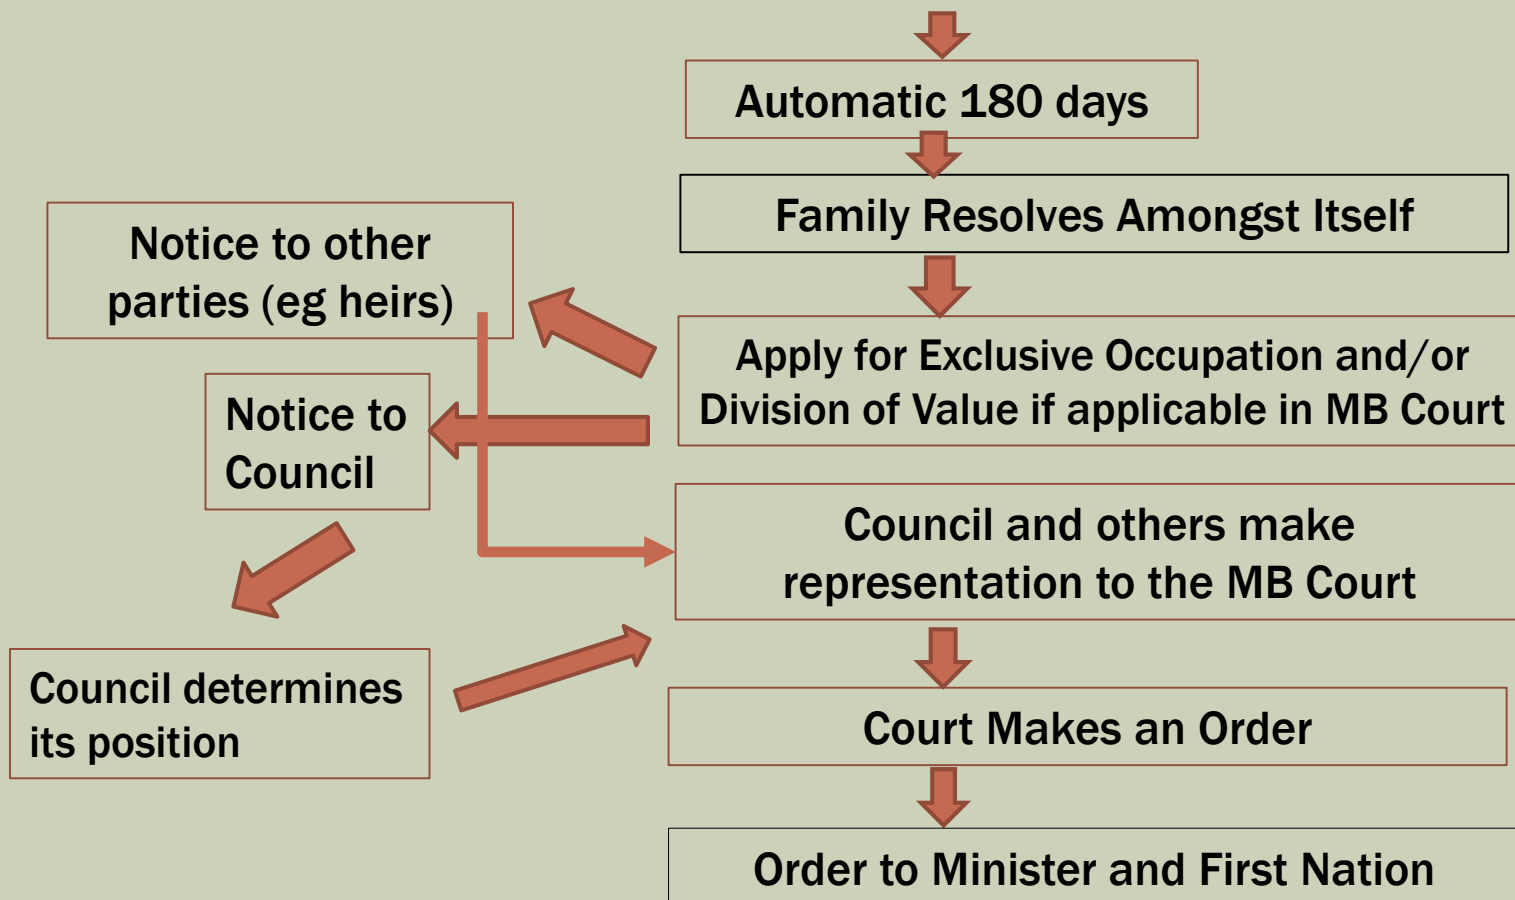 Automatic 180 days
Family Resolves Amongst Itself
Notice to other
parties (eg heirs)
Apply for Exclusive Occupation and/or
Division of Value if applicable in MB Court
Notice to
Council
Council and others make
representation to the MB Court
Council determines
its position
Court Makes an Order
Order to Minister and First Nation